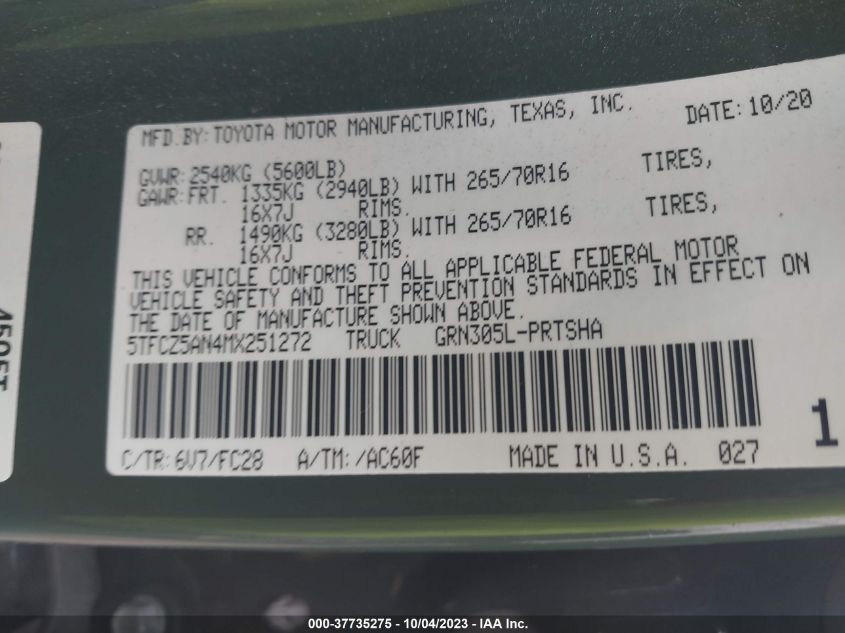 MFD.BY:TOYOTA MOTOR MANUFACTURING, TEXAS, INC. DATE:10/20
GVWR:2540KG (5600LB)
GAWR:FRT. 1335KG (2940LB) WITH 265/70R16 TIRES,
16X7J RIMS.
RR. 1490KG (3280LB) WITH 265/70R16 TIRES,
16X7J RIMS.
THIS VEHICLE CONFORMS TO ALL APPLICABLE FEDERAL MOTOR
VEHICLE SAFETY AND THEFT PREVENTION STANDARDS IN EFFECT ON
THE DATE OF MANUFACTURE SHOWN ABOVE.
5TFCZ5AN4MX251272 TRUCK GRN305L-PRTSHA
1
C/TR:6V7/FC28 A/TM:/AC60F MADE IN U.S.A. 027
000-37735275 - 10/04/2023 - IAA Inc.